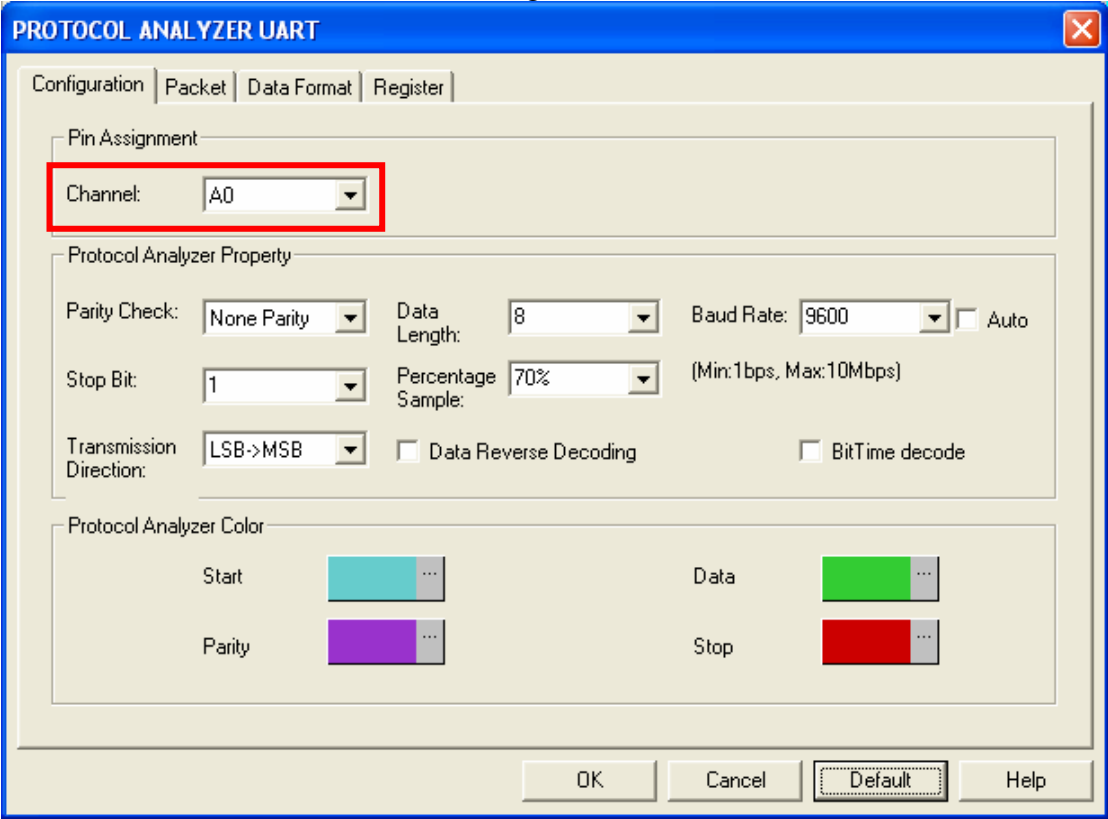 PROTOCOL ANALYZER UART
Configuration Packet Data Format Register
Pin Assignment
Channel: A0
Protocol Analyzer Property
Parity Check: None Parity Data Length: 8 Baud Rate: 9600 Auto
Stop Bit: 1 Percentage Sample: 70% (Min:1bps, Max:10Mbps)
Transmission Direction: LSB->MSB Data Reverse Decoding BitTime decode
Protocol Analyzer Color
Start ... Data ...
Parity ... Stop ...
OK Cancel Default Help